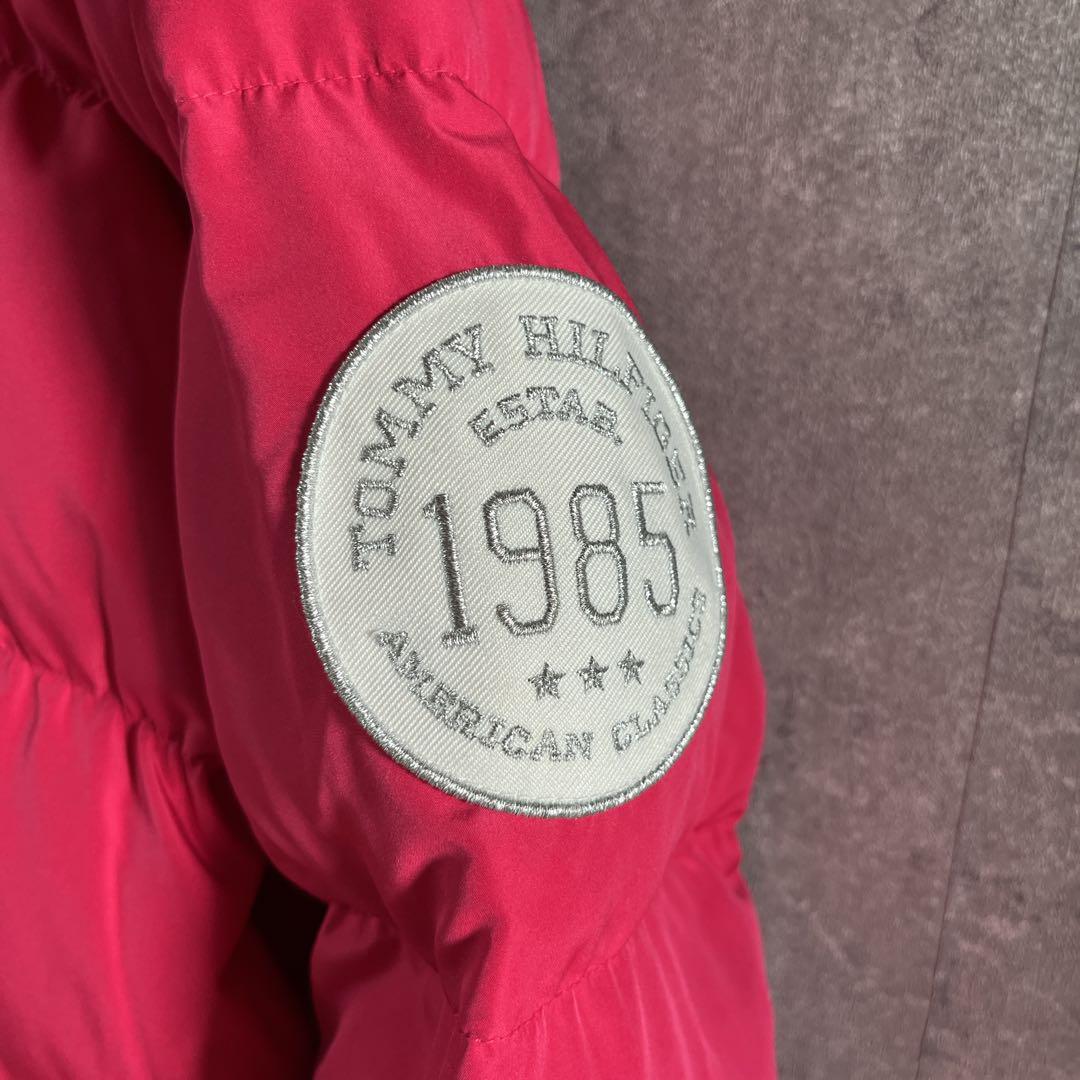 TOMMY HILFIGER
ESTAB.
1985
AMERICAN CLASSICS